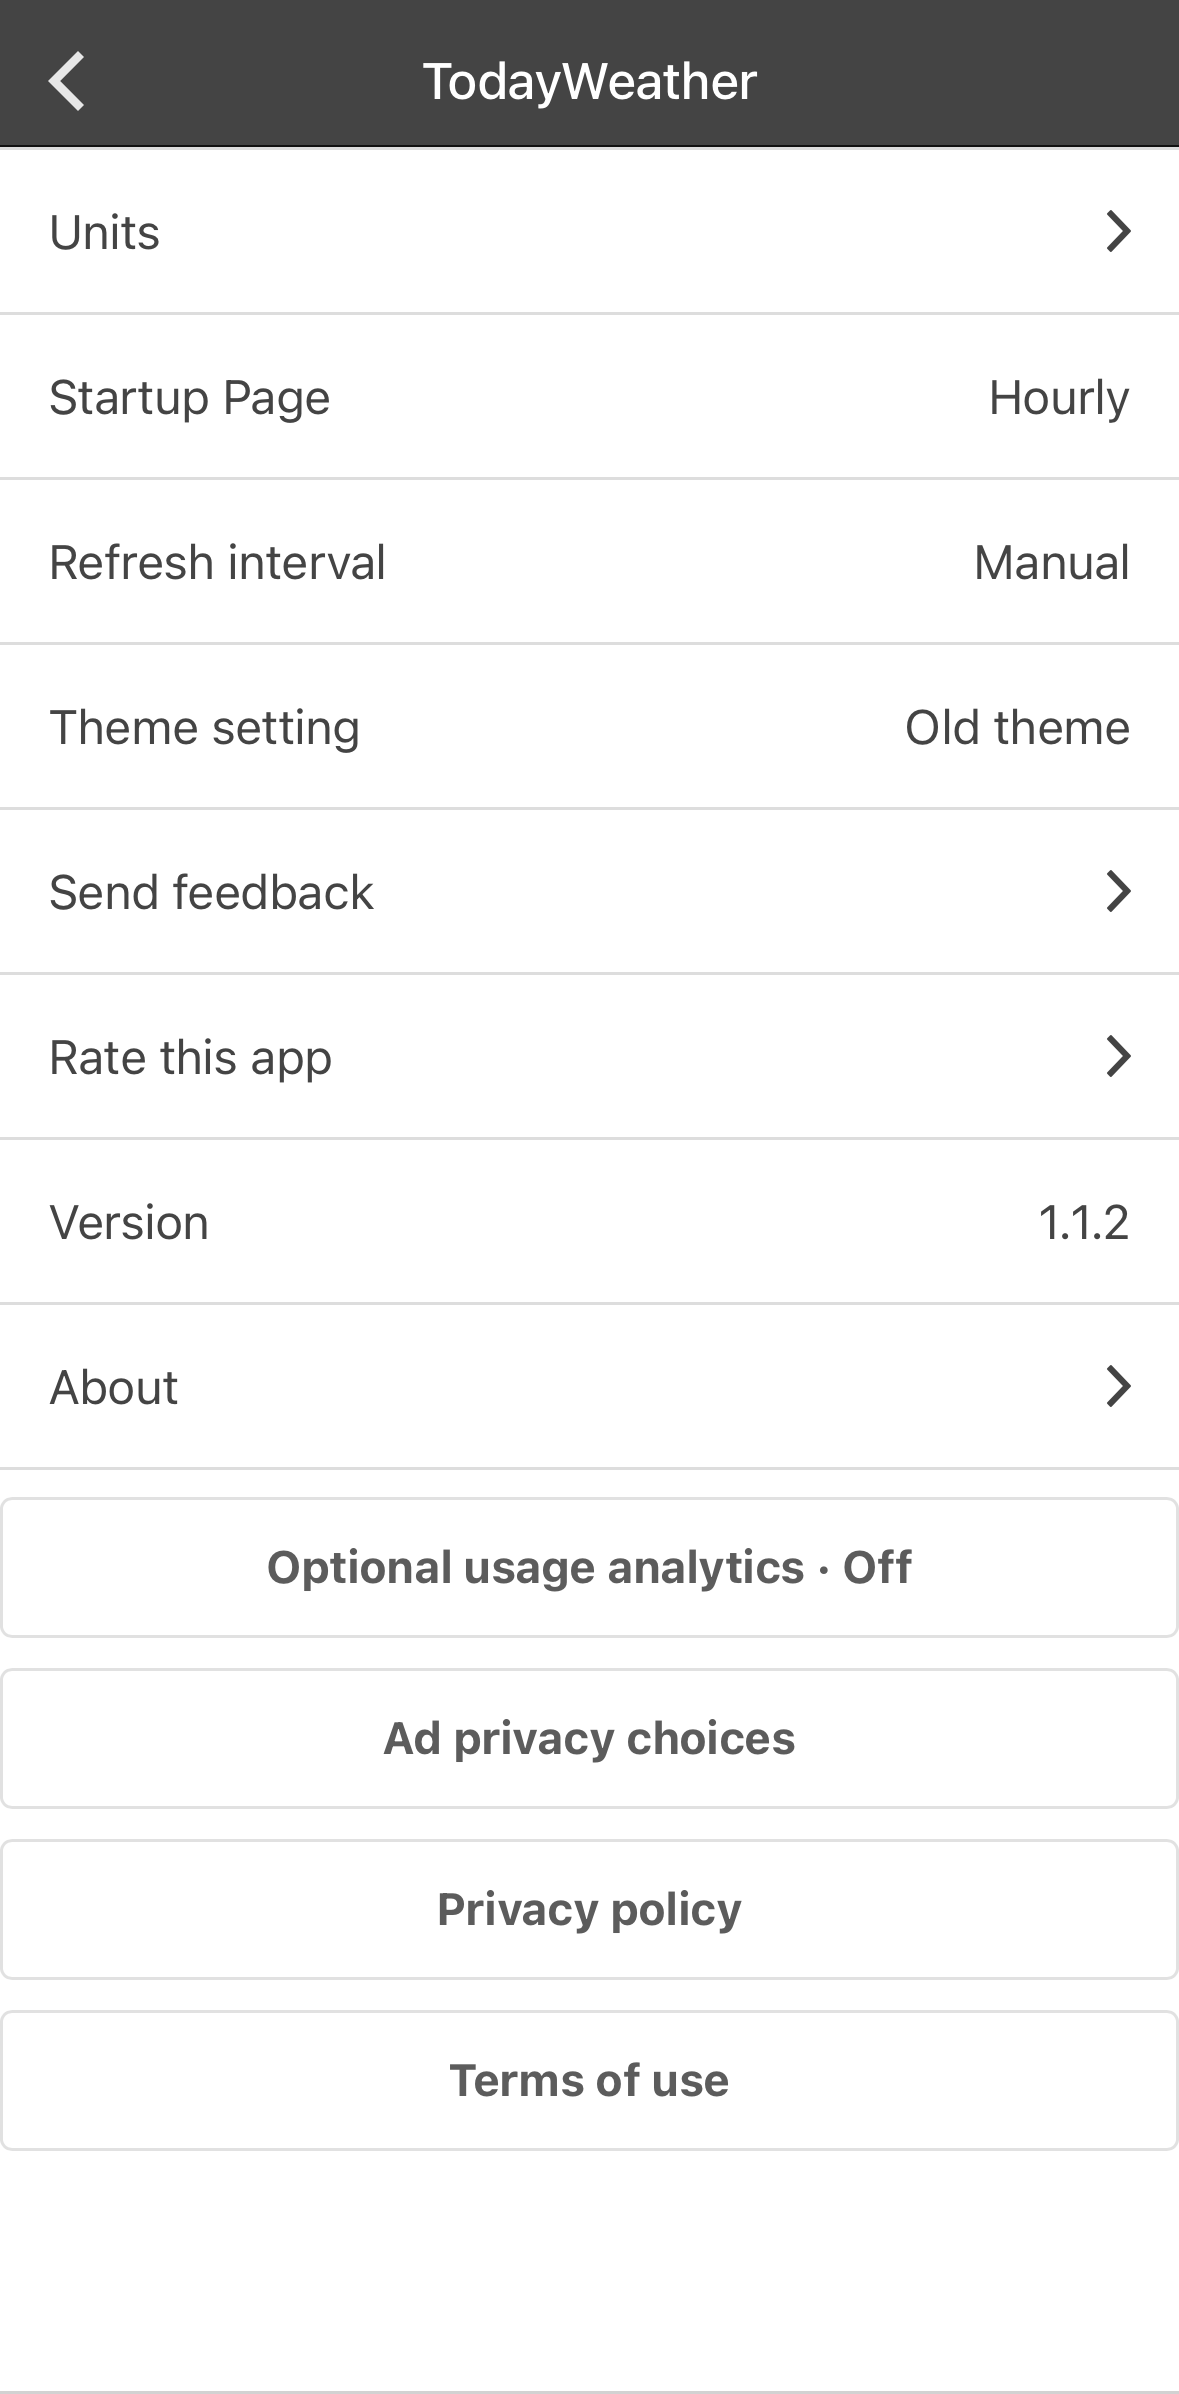 TodayWeather
Units
Startup Page Hourly
Refresh interval Manual
Theme setting Old theme
Send feedback
Rate this app
Version 1.1.2
About
Optional usage analytics · Off
Ad privacy choices
Privacy policy
Terms of use